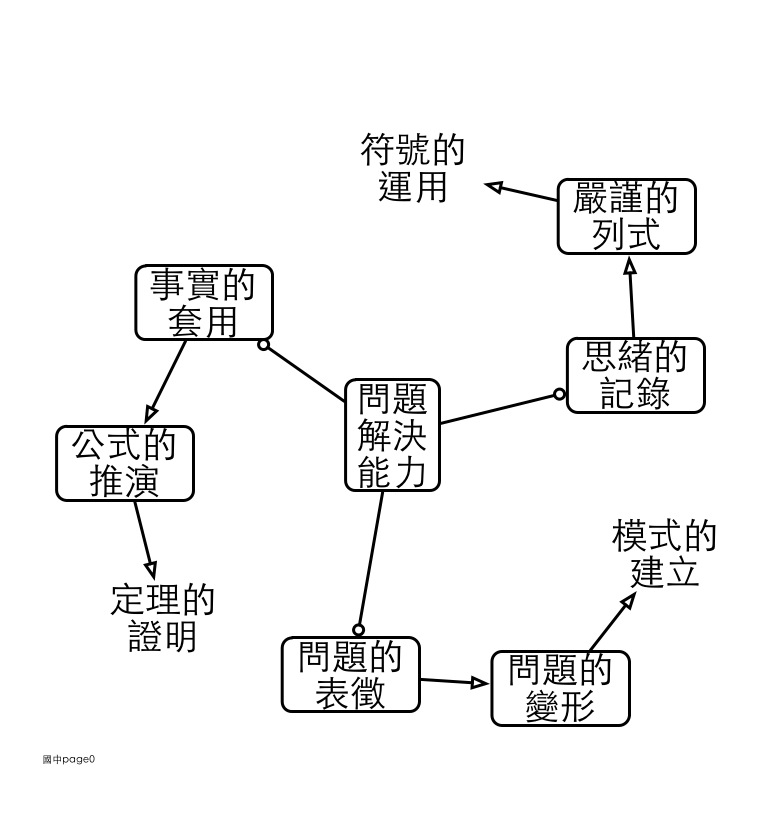 符號的
運用
嚴謹的
列式
事實的
套用
思緒的
記錄
問題
解決
能力
公式的
推演
模式的
建立
定理的
證明
問題的
表徵
問題的
變形
國中page0